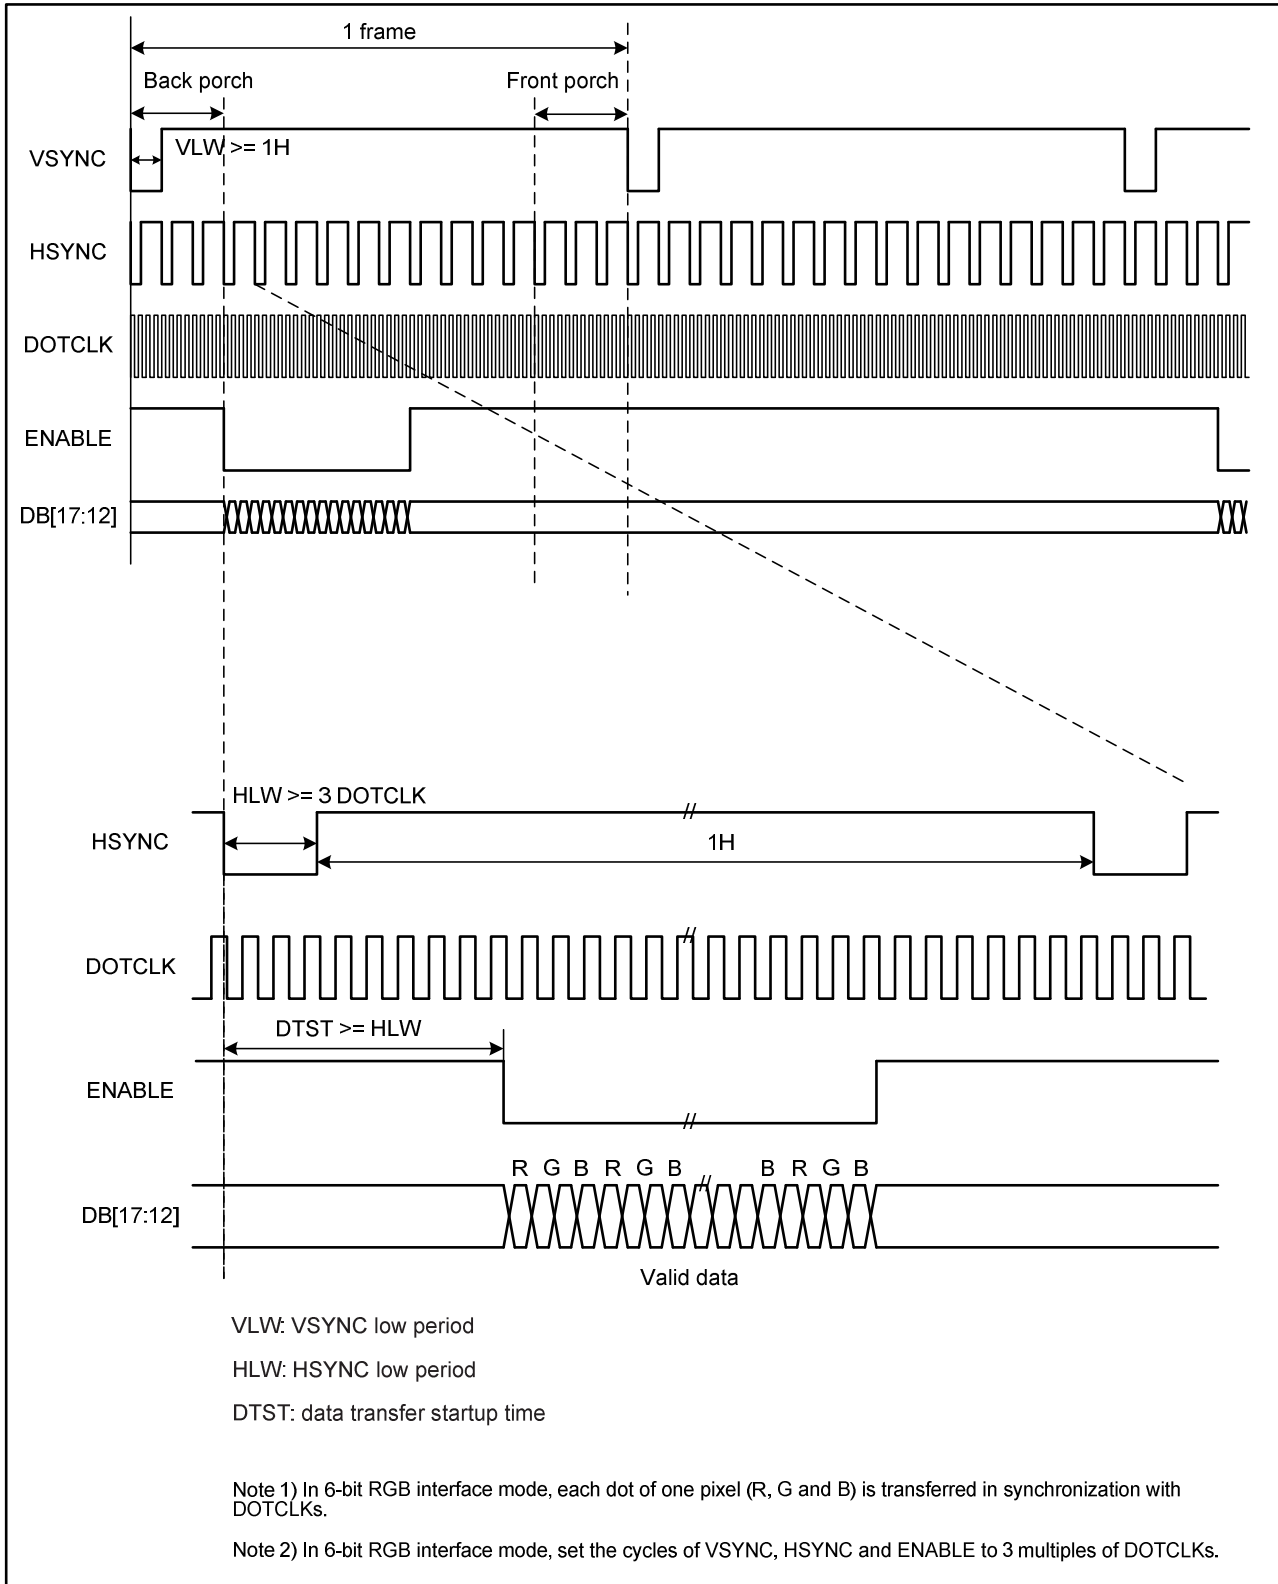 1 frame
Back porch
Front porch
VLW >= 1H
VSYNC
HSYNC
DOTCLK
ENABLE
DB[17:12]
HLW >= 3 DOTCLK
//
HSYNC
1H
//
DOTCLK
DTST >= HLW
ENABLE
//
R G B R G B B R G B
//
DB[17:12]
Valid data
VLW: VSYNC low period
HLW: HSYNC low period
DTST: data transfer startup time
Note 1) In 6-bit RGB interface mode, each dot of one pixel (R, G and B) is transferred in synchronization with
DOTCLKs.
Note 2) In 6-bit RGB interface mode, set the cycles of VSYNC, HSYNC and ENABLE to 3 multiples of DOTCLKs.